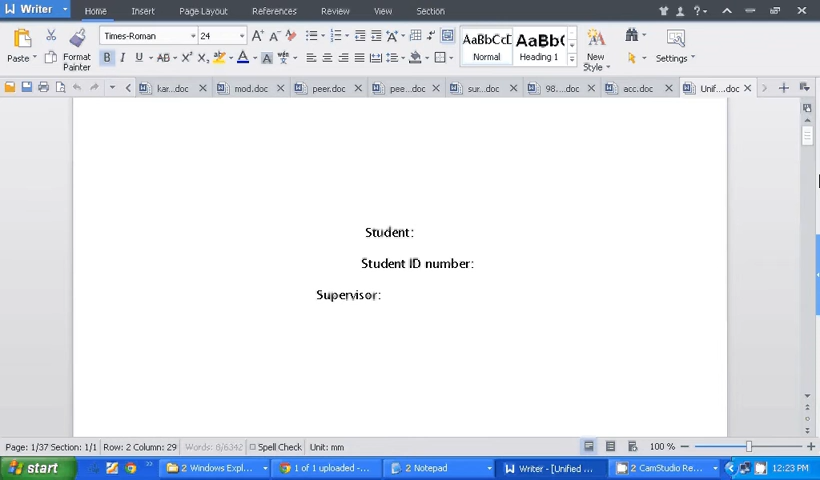 Writer
Home Insert Page Layout References Review View Section
Paste Format Painter Times-Roman 24 AaBbCcD Normal AaBb( Heading 1 New Style Settings
kar...doc mod.doc peer.doc pee...doc sur...doc 98....doc acc.doc Unif....doc
Student:
Student ID number:
Supervisor:
Page: 1/37 Section: 1/1 Row: 2 Column: 29 Words: 8/6342 Spell Check Unit: mm 100 %
start 2 Windows Expl... 1 of 1 uploaded -... 2 Notepad Writer - [Unified ... 2 CamStudio Re... 12:23 PM